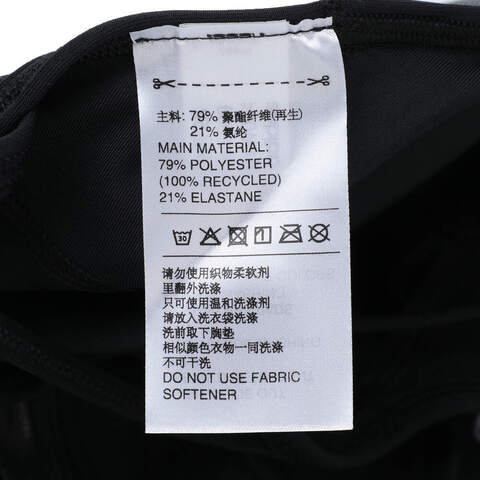 主料: 79% 聚酯纤维(再生)
21% 氨纶
MAIN MATERIAL:
79% POLYESTER
(100% RECYCLED)
21% ELASTANE
30
请勿使用织物柔软剂
里翻外洗涤
只可使用温和洗涤剂
请放入洗衣袋洗涤
洗前取下胸垫
相似颜色衣物一同洗涤
不可干洗
DO NOT USE FABRIC
SOFTENER